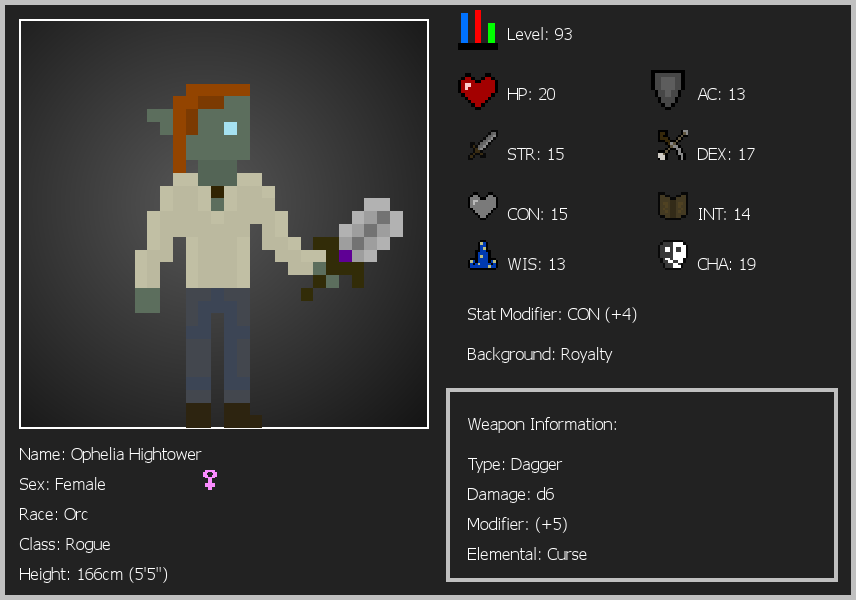 Level: 93
HP: 20
AC: 13
STR: 15
DEX: 17
CON: 15
INT: 14
WIS: 13
CHA: 19
Stat Modifier: CON (+4)
Background: Royalty
Weapon Information:
Type: Dagger
Damage: d6
Modifier: (+5)
Elemental: Curse
Name: Ophelia Hightower
Sex: Female
Race: Orc
Class: Rogue
Height: 166cm (5'5")